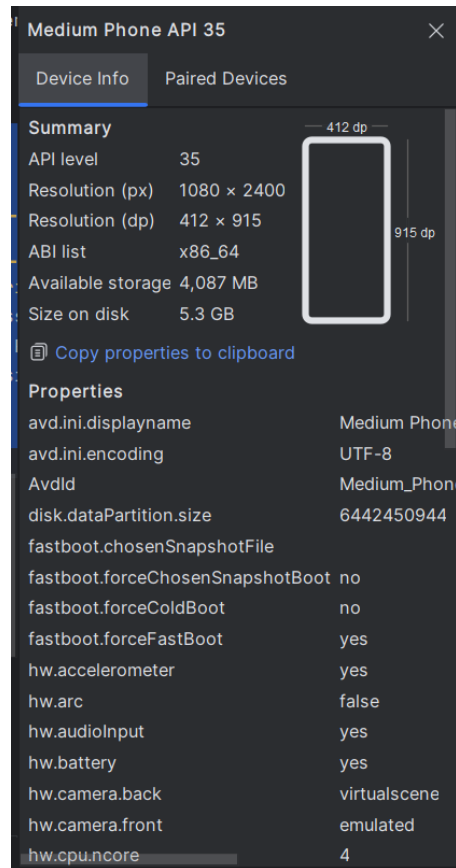 Medium Phone API 35
Device Info Paired Devices
Summary
412 dp
API level 35
Resolution (px) 1080 × 2400
Resolution (dp) 412 × 915
915 dp
ABI list x86_64
Available storage 4,087 MB
Size on disk 5.3 GB
Copy properties to clipboard
Properties
avd.ini.displayname Medium Phone
avd.ini.encoding UTF-8
AvdId Medium_Phon
disk.dataPartition.size 6442450944
fastboot.chosenSnapshotFile
fastboot.forceChosenSnapshotBoot no
fastboot.forceColdBoot no
fastboot.forceFastBoot yes
hw.accelerometer yes
hw.arc false
hw.audioInput yes
hw.battery yes
hw.camera.back virtualscene
hw.camera.front emulated
hw.cpu.ncore 4